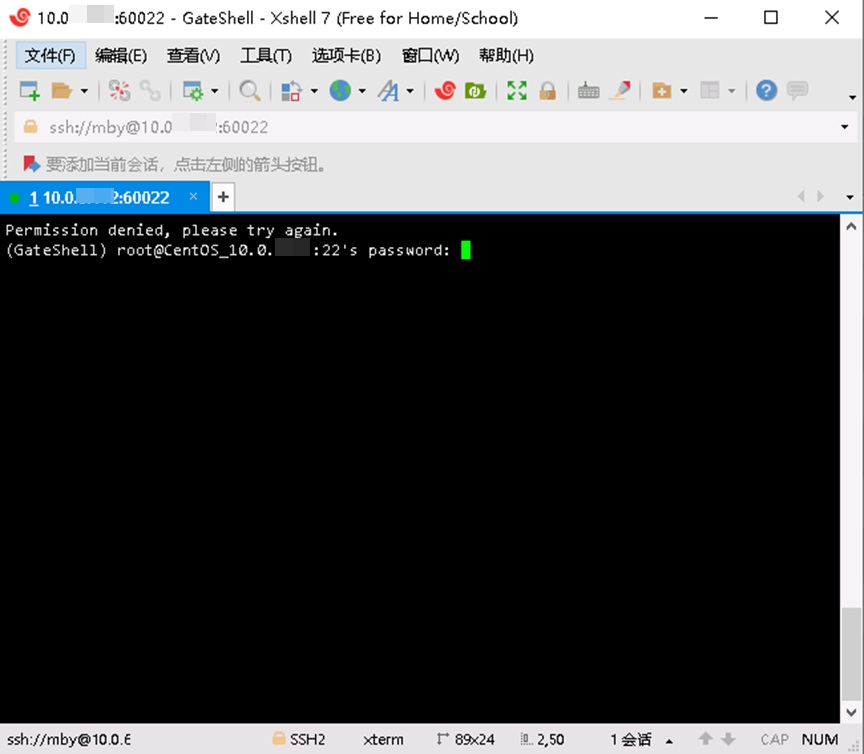 10.0. :60022 - GateShell - Xshell 7 (Free for Home/School)
文件(F) 编辑(E) 查看(V) 工具(T) 选项卡(B) 窗口(W) 帮助(H)
ssh://mby@10.0 :60022
要添加当前会话，点击左侧的箭头按钮。
1 10.0. 2:60022 × +
Permission denied, please try again.
(GateShell) root@CentOS_10.0. :22's password:
ssh://mby@10.0.6 SSH2 xterm 89x24 2,50 1 会话 CAP NUM